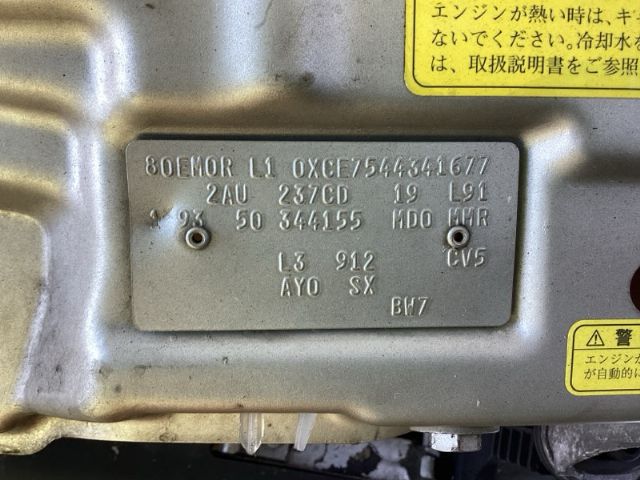 エンジンが熱い時は、キ
ないでください。冷却水を
は、取扱説明書をご参照
80EMOR L1 0XCE7544341677
2AU 237CD 19 L91
93 50 344155 MDO MMR
L3 912 CV5
AYO SX
BW7
⚠ 警
エンジンが
が自動的に